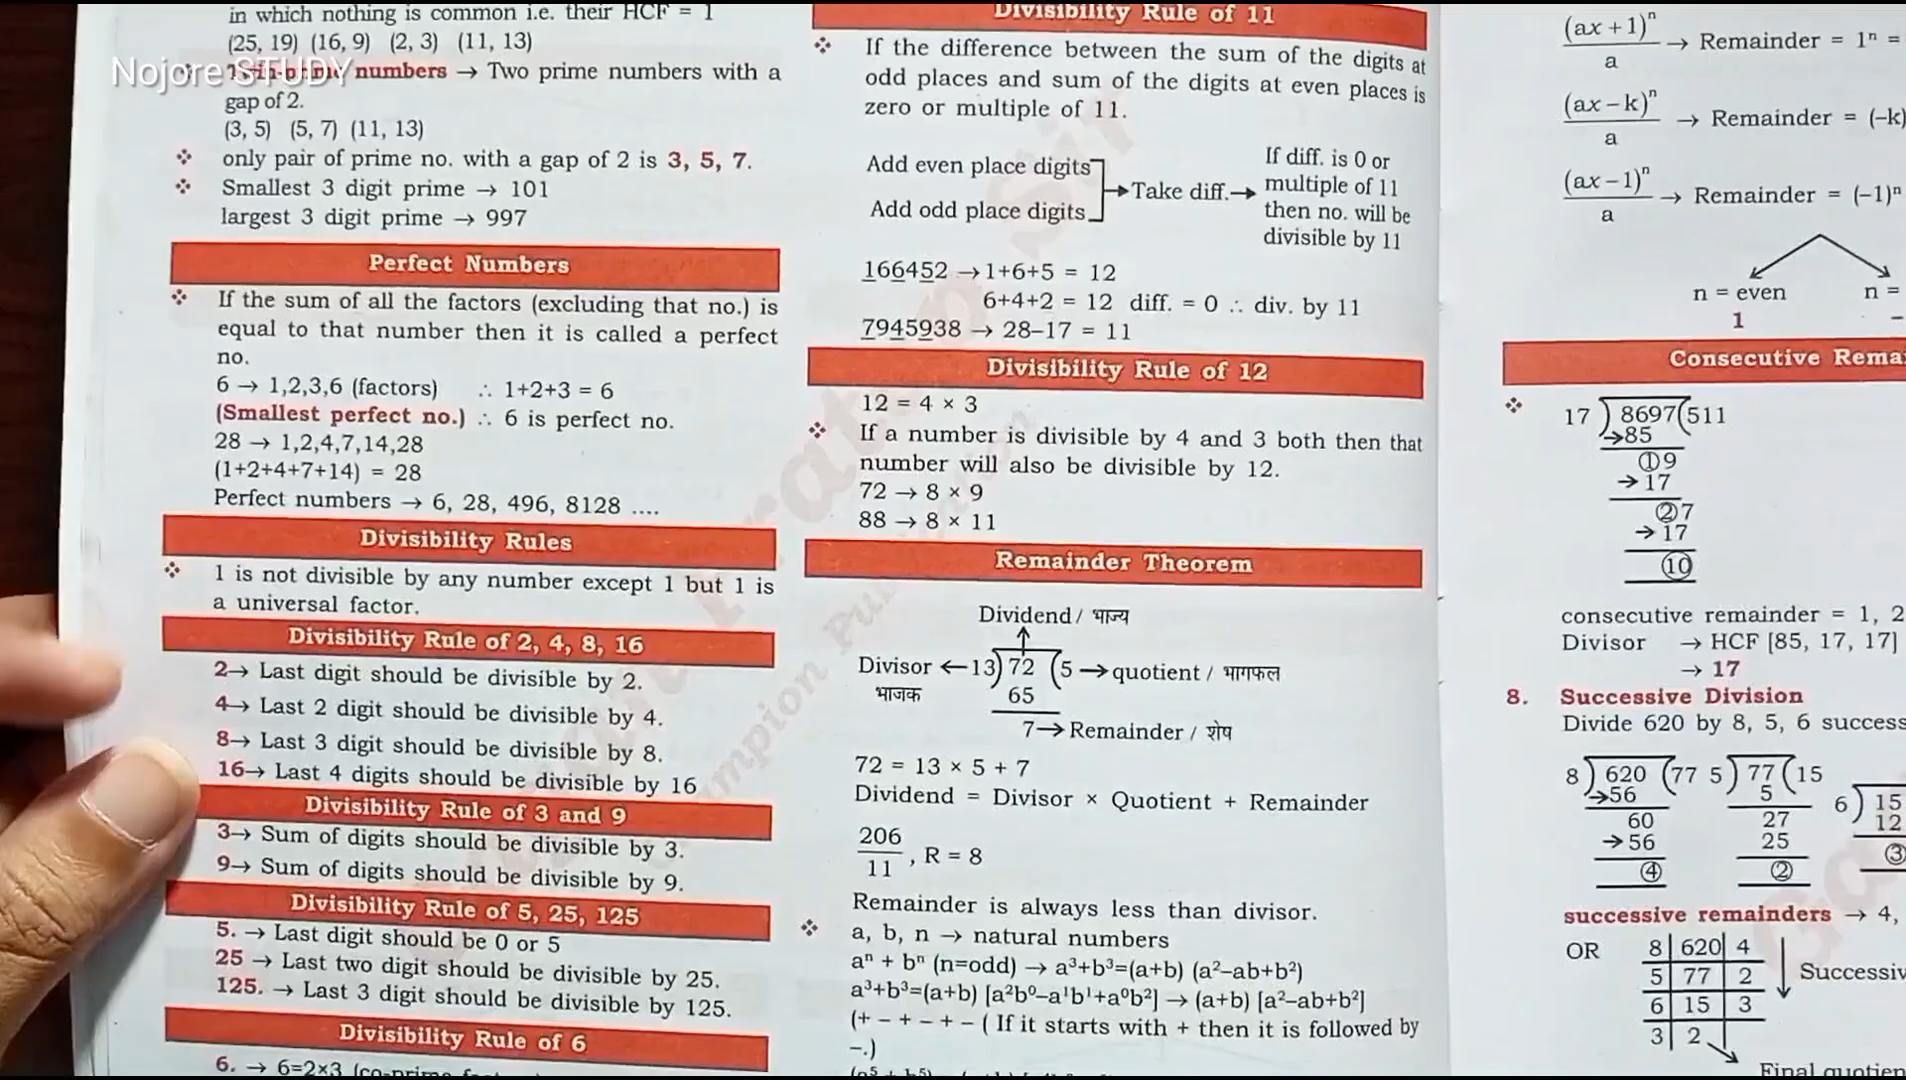 Nojore STUDY
in which nothing is common i.e. their HCF = 1
(25, 19) (16, 9) (2, 3) (11, 13)
numbers → Two prime numbers with a
gap of 2.
(3, 5) (5, 7) (11, 13)
❖ only pair of prime no. with a gap of 2 is 3, 5, 7.
❖ Smallest 3 digit prime → 101
largest 3 digit prime → 997
Perfect Numbers
❖ If the sum of all the factors (excluding that no.) is
equal to that number then it is called a perfect
no.
6 → 1,2,3,6 (factors) ∴ 1+2+3 = 6
(Smallest perfect no.) ∴ 6 is perfect no.
28 → 1,2,4,7,14,28
(1+2+4+7+14) = 28
Perfect numbers → 6, 28, 496, 8128 ....
Divisibility Rules
❖ 1 is not divisible by any number except 1 but 1 is
a universal factor.
Divisibility Rule of 2, 4, 8, 16
2→ Last digit should be divisible by 2.
4→ Last 2 digit should be divisible by 4.
8→ Last 3 digit should be divisible by 8.
16→ Last 4 digits should be divisible by 16
Divisibility Rule of 3 and 9
3→ Sum of digits should be divisible by 3.
9→ Sum of digits should be divisible by 9.
Divisibility Rule of 5, 25, 125
5. → Last digit should be 0 or 5
25 → Last two digit should be divisible by 25.
125. → Last 3 digit should be divisible by 125.
Divisibility Rule of 6
6. → 6=2×3 (co-prime
Divisibility Rule of 11
❖ If the difference between the sum of the digits at
odd places and sum of the digits at even places is
zero or multiple of 11.
Add even place digits
Add odd place digits
→Take diff.→
If diff. is 0 or
multiple of 11
then no. will be
divisible by 11
166452 →1+6+5 = 12
6+4+2 = 12 diff. = 0 ∴ div. by 11
7945938 → 28–17 = 11
Divisibility Rule of 12
12 = 4 × 3
❖ If a number is divisible by 4 and 3 both then that
number will also be divisible by 12.
72 → 8 × 9
88 → 8 × 11
Remainder Theorem
Dividend / भाज्य
Divisor ←13)72(5→quotient / भागफल
भाजक 65
7→Remainder / शेष
72 = 13 × 5 + 7
Dividend = Divisor × Quotient + Remainder
206/11 , R = 8
Remainder is always less than divisor.
❖ a, b, n → natural numbers
aⁿ + bⁿ (n=odd) → a³+b³=(a+b) (a²–ab+b²)
a³+b³=(a+b) [a²b⁰–a¹b¹+a⁰b²] → (a+b) [a²–ab+b²]
(+ – + – + – ( If it starts with + then it is followed by
–.)
(ax+1)ⁿ/a → Remainder = 1ⁿ =
(ax–k)ⁿ/a → Remainder = (–k)
(ax–1)ⁿ/a → Remainder = (–1)ⁿ
n = even n =
1 –
Consecutive Rema
❖ 17)8697(511
→85
①9
→17
②7
→17
⑩
consecutive remainder = 1, 2
Divisor → HCF [85, 17, 17]
→ 17
8. Successive Division
Divide 620 by 8, 5, 6 success
8)620(77 5)77(15
→56 5 6)15
60 27 12
→56 25 ③
④ ②
successive remainders → 4,
OR 8 620 4
5 77 2 Successiv
6 15 3
3 2
Final quotien